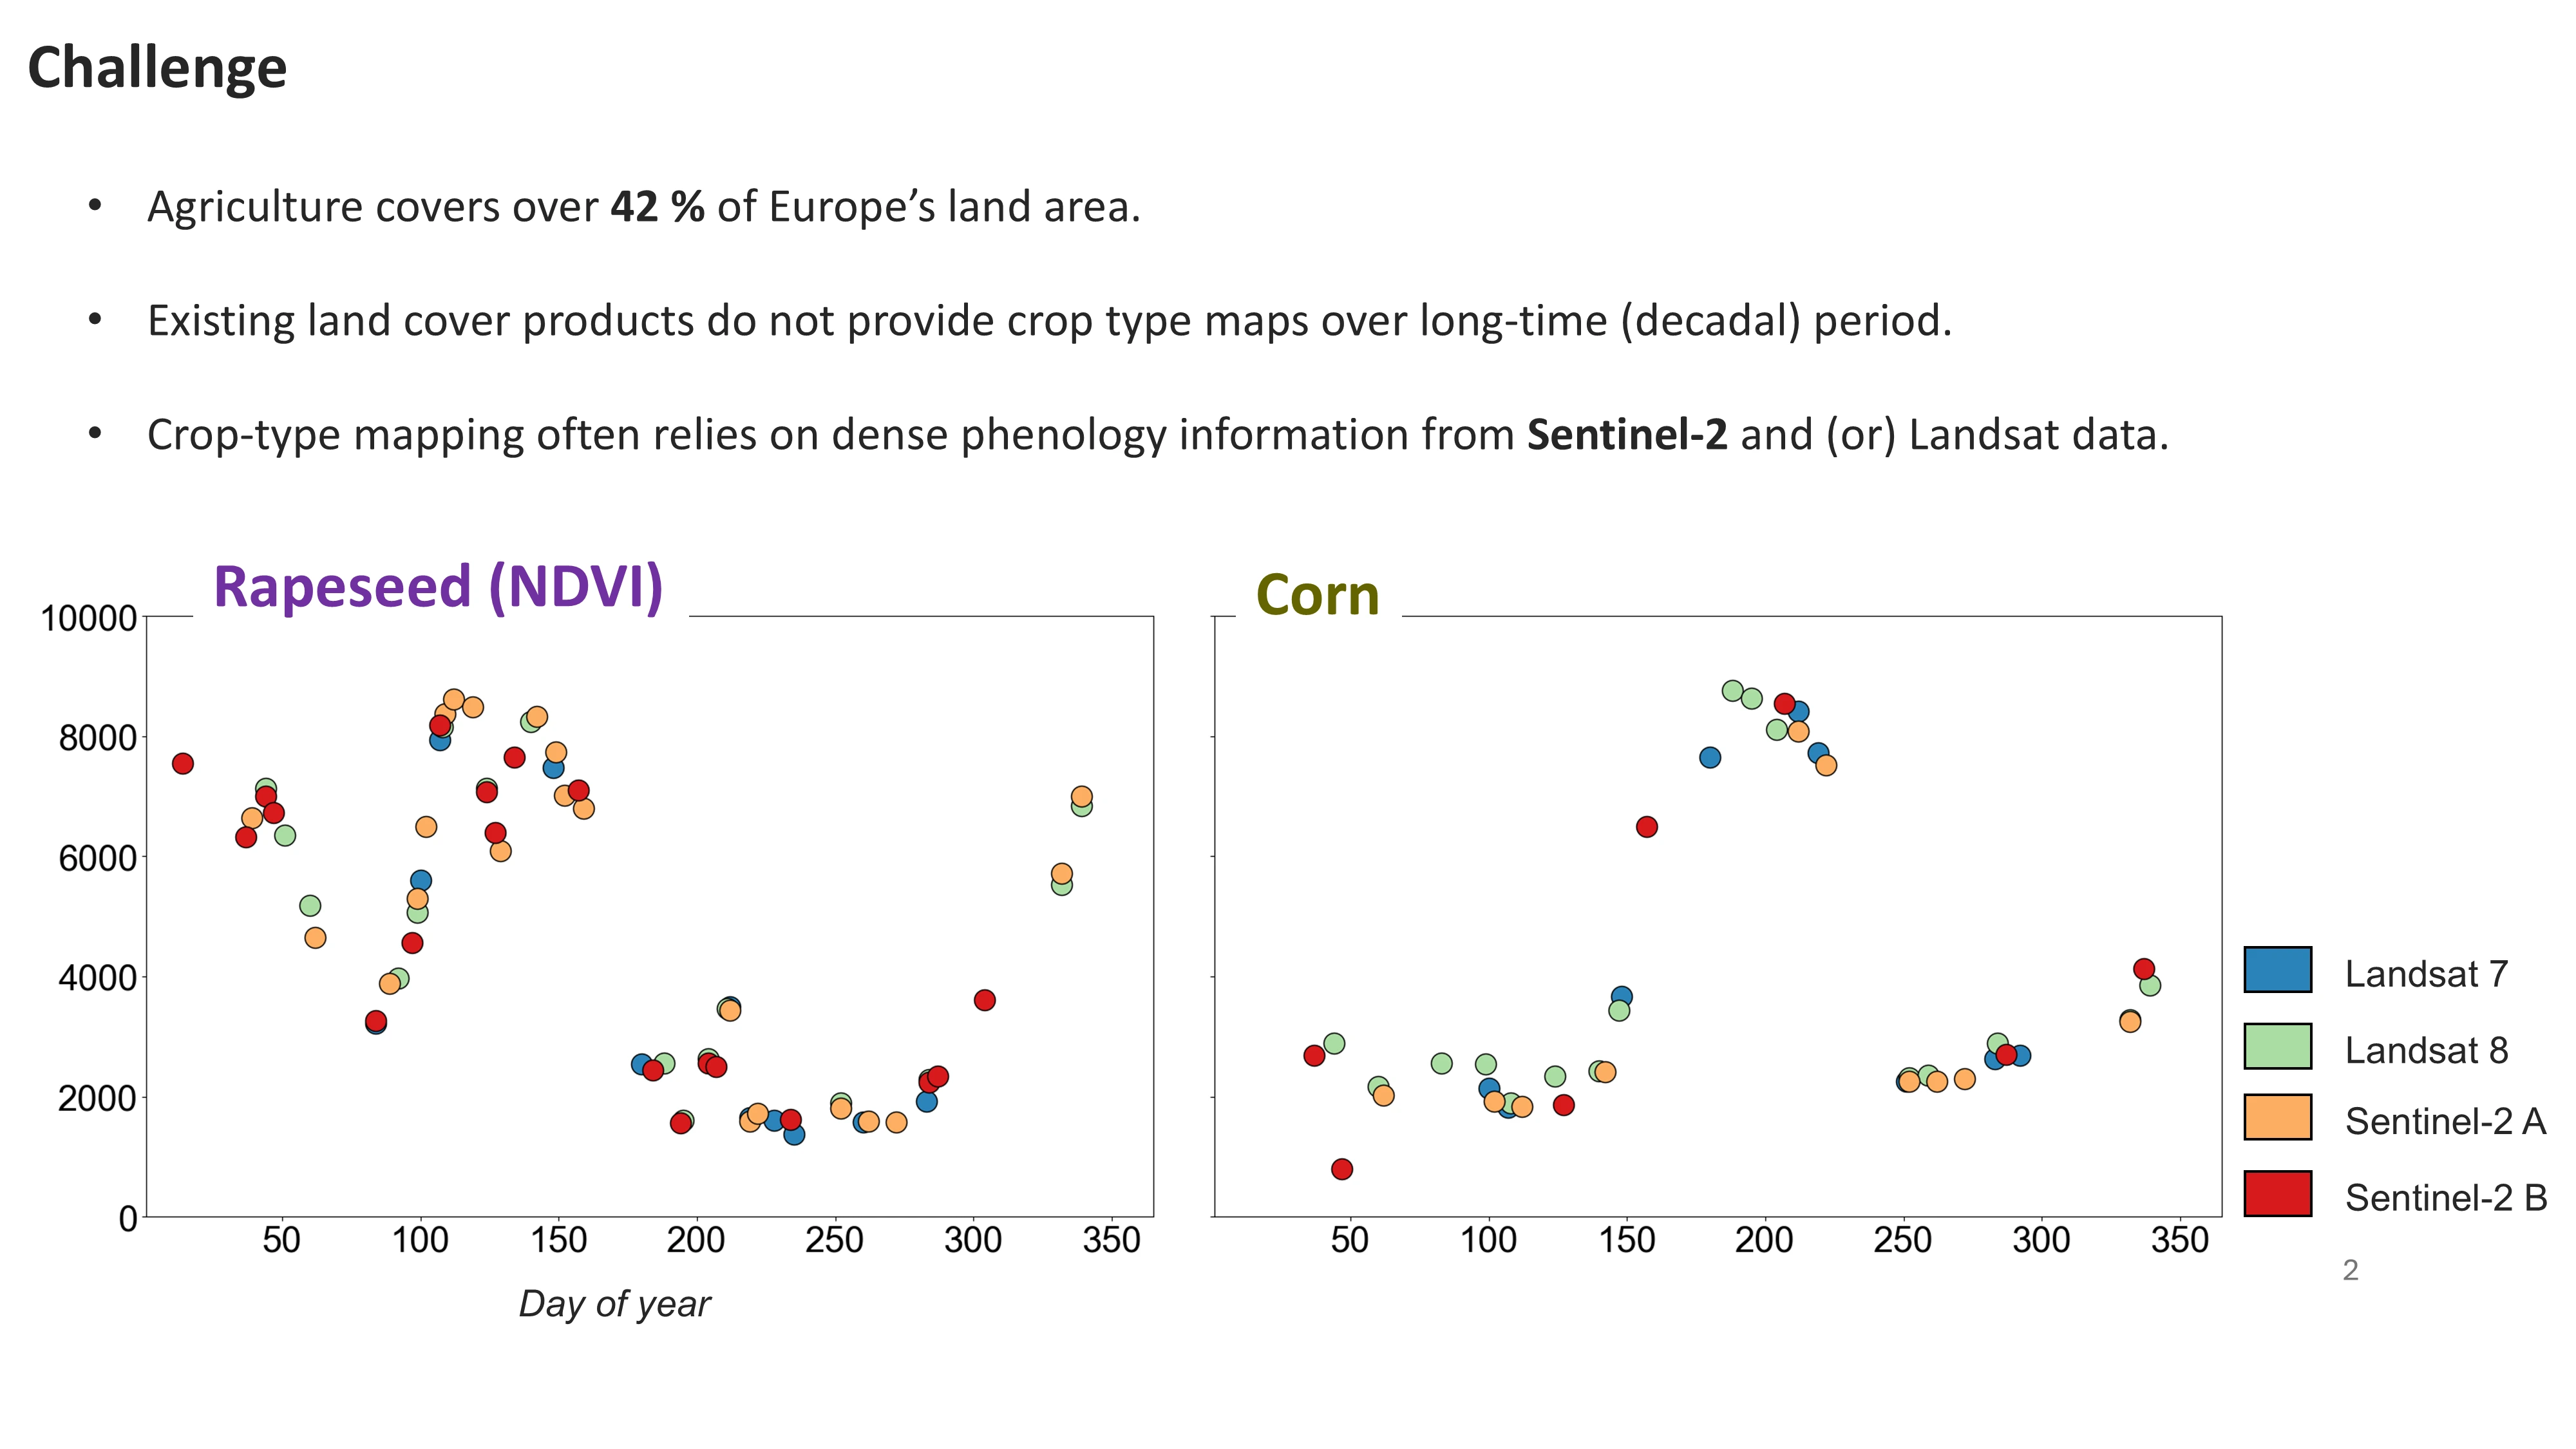 Challenge
• Agriculture covers over 42 % of Europe’s land area.
• Existing land cover products do not provide crop type maps over long-time (decadal) period.
• Crop-type mapping often relies on dense phenology information from Sentinel-2 and (or) Landsat data.
Rapeseed (NDVI)
Corn
10000
8000
6000
4000
2000
0
50 100 150 200 250 300 350
50 100 150 200 250 300 350
Day of year
Landsat 7
Landsat 8
Sentinel-2 A
Sentinel-2 B
2